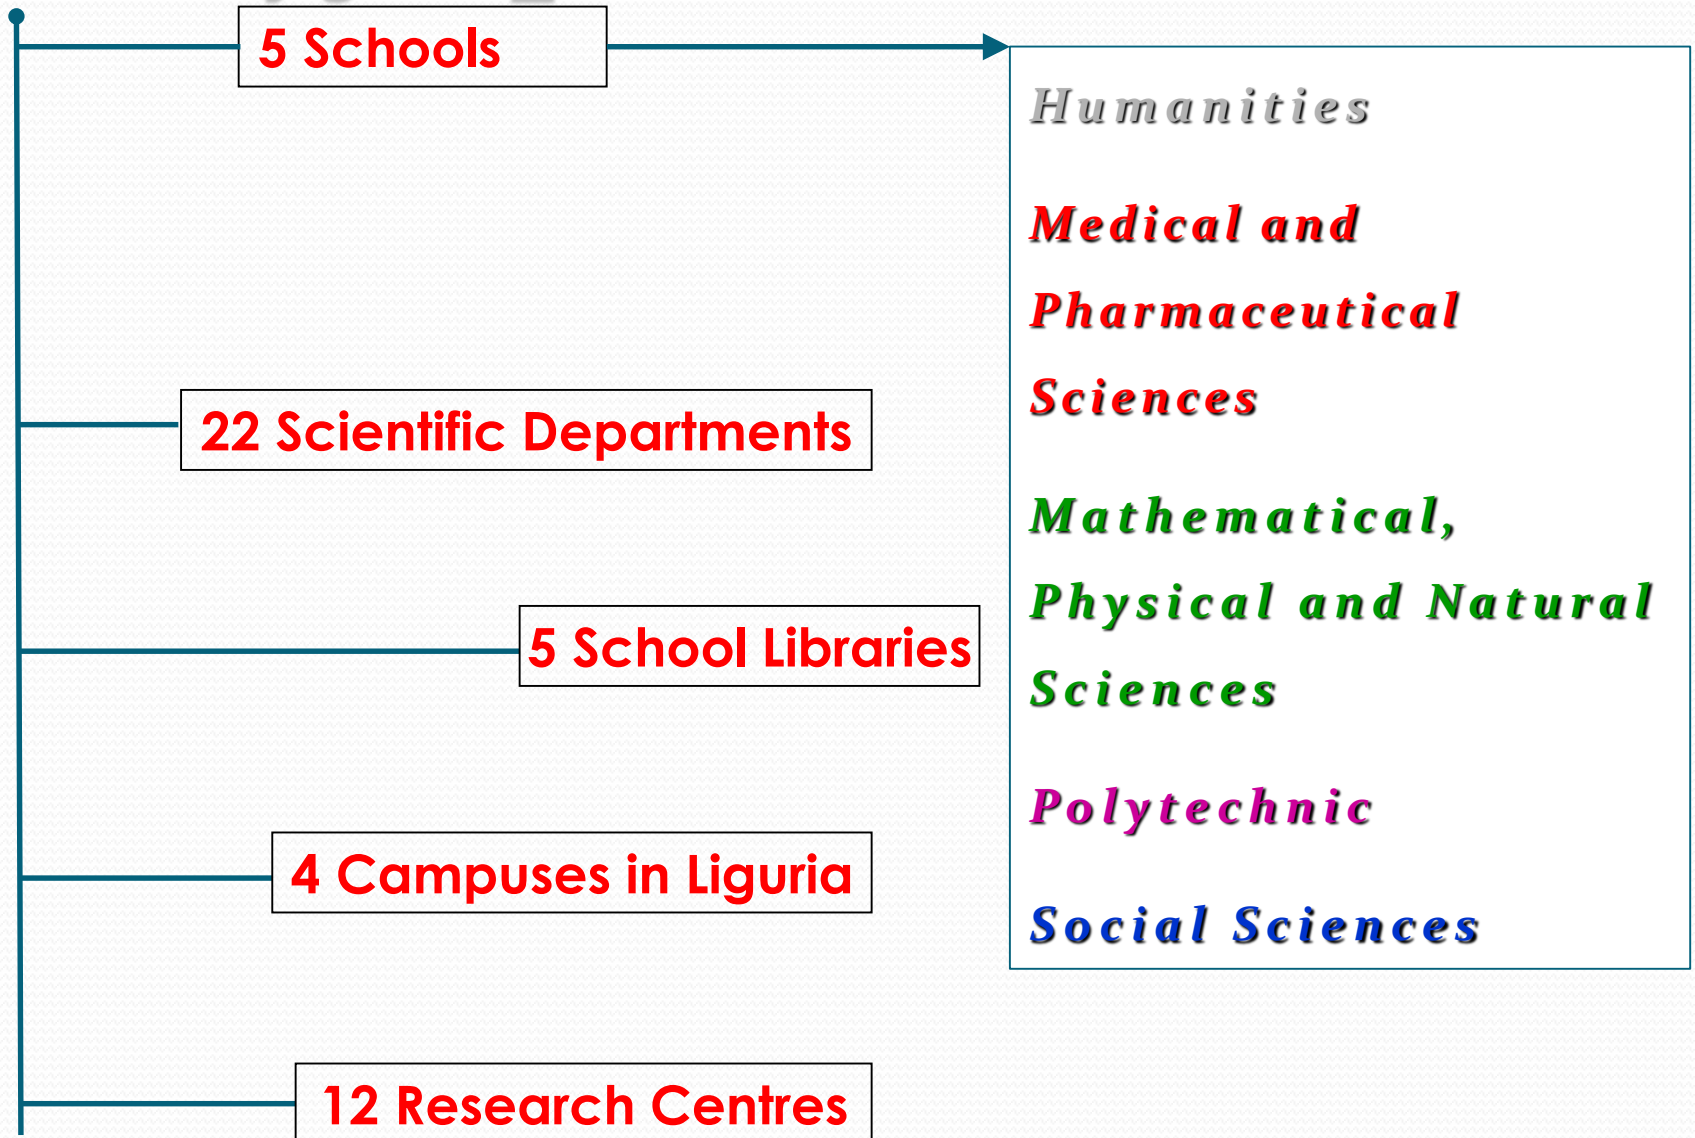 5 Schools
Humanities
Medical and
Pharmaceutical
Sciences
Mathematical,
Physical and Natural
Sciences
Polytechnic
Social Sciences
22 Scientific Departments
5 School Libraries
4 Campuses in Liguria
12 Research Centres